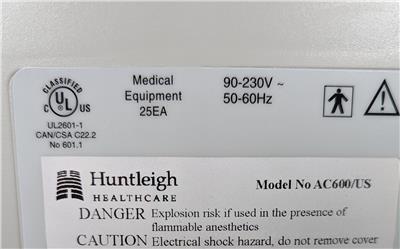 CLASSIFIED
C UL US
UL2601-1
CAN/CSA C22.2
No 601.1
Medical
Equipment
25EA
90-230V ~
50-60Hz
Huntleigh
HEALTHCARE
Model No AC600/US
DANGER Explosion risk if used in the presence of
flammable anesthetics
CAUTION Electrical shock hazard, do not remove cover